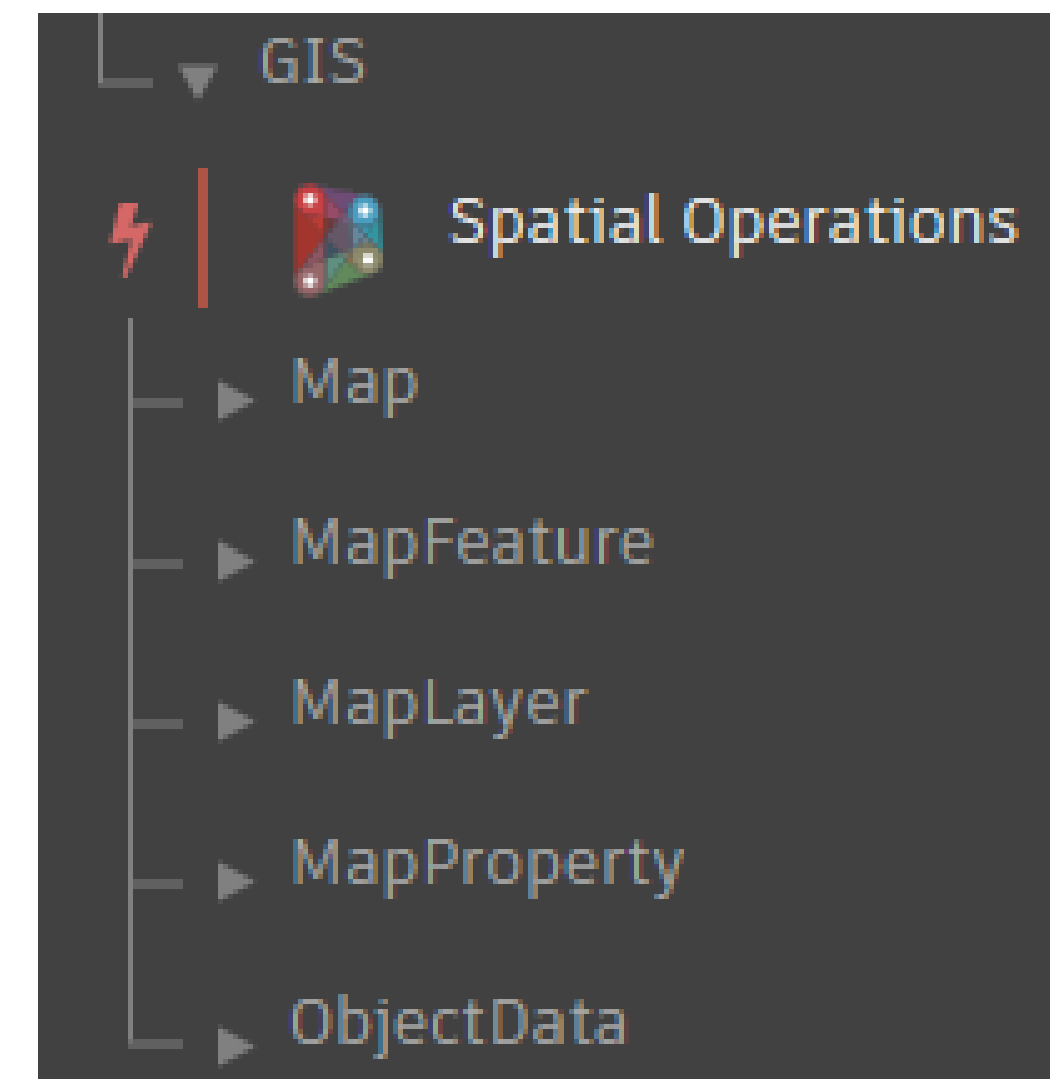 GIS
Spatial Operations
Map
MapFeature
MapLayer
MapProperty
ObjectData